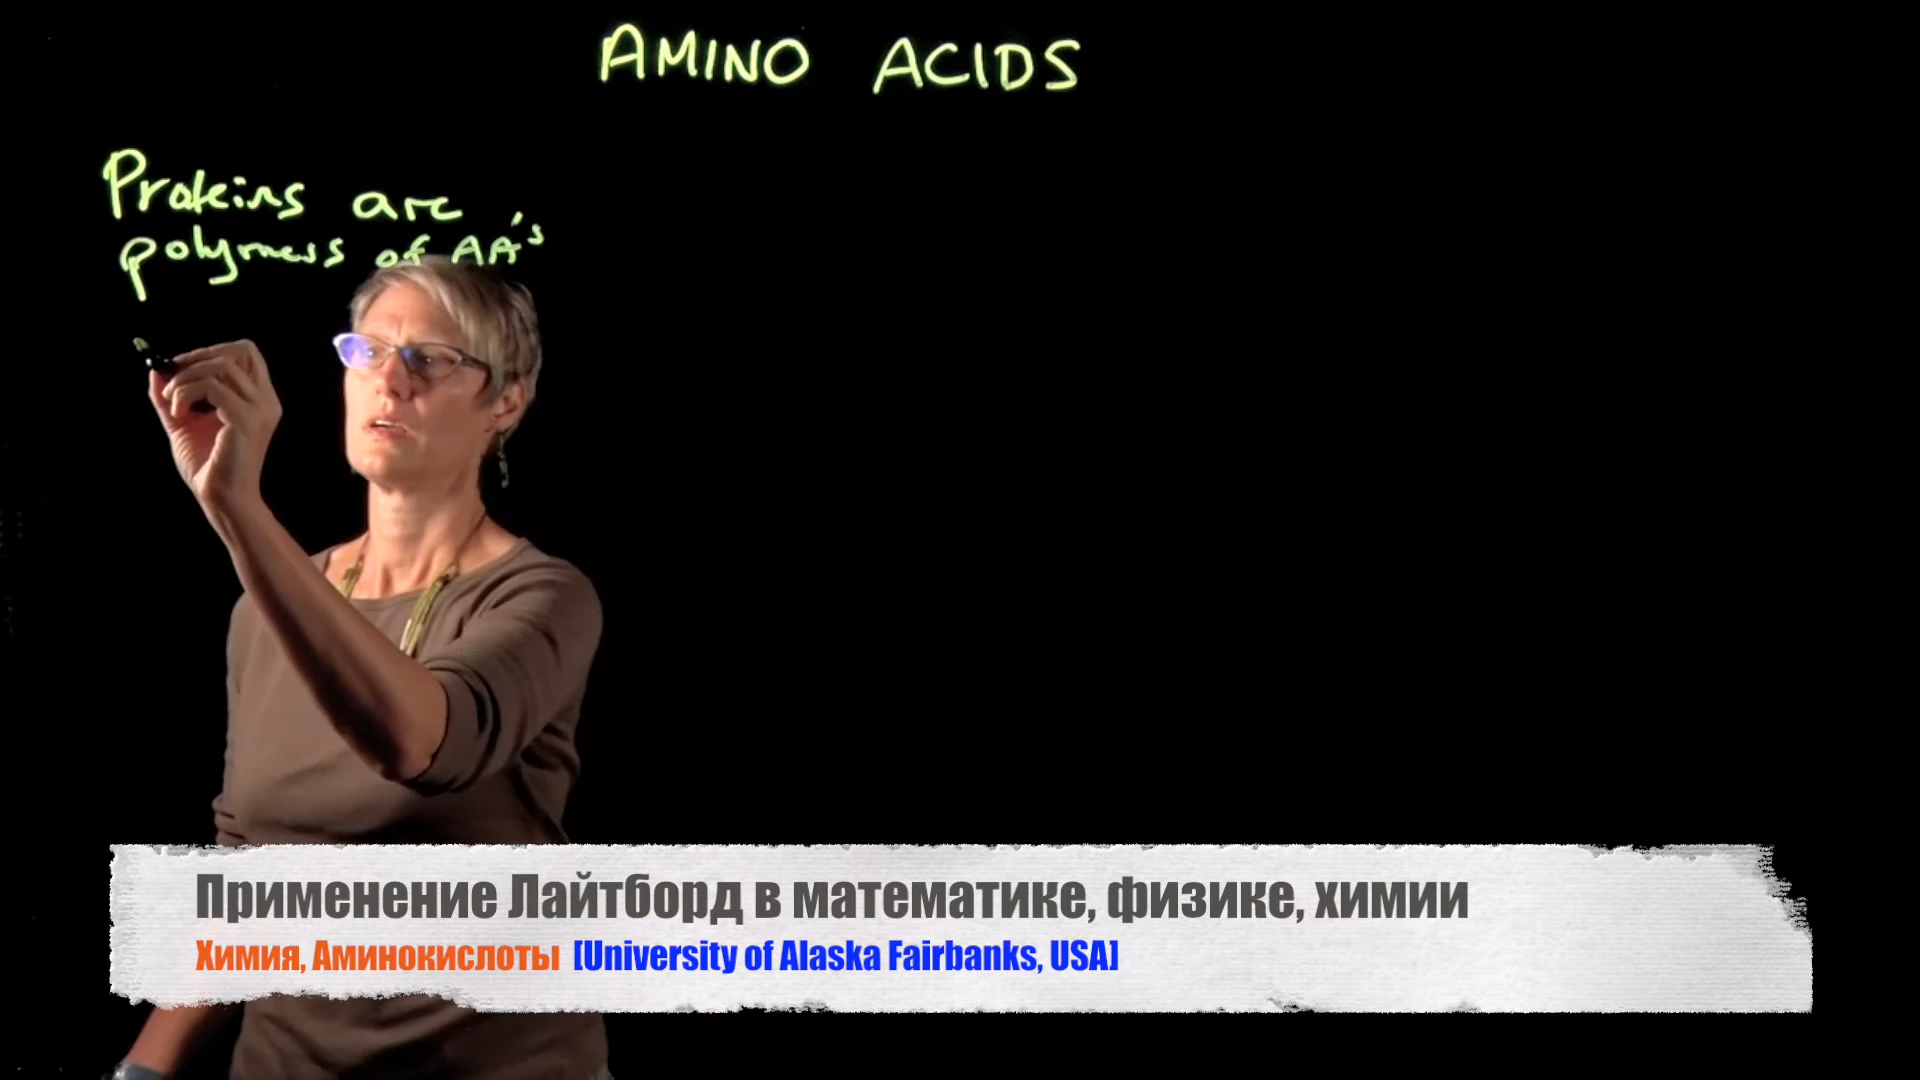 AMINO ACIDS
Proteins are
polymers of AA's
Применение Лайтборд в математике, физике, химии
Химия, Аминокислоты [University of Alaska Fairbanks, USA]